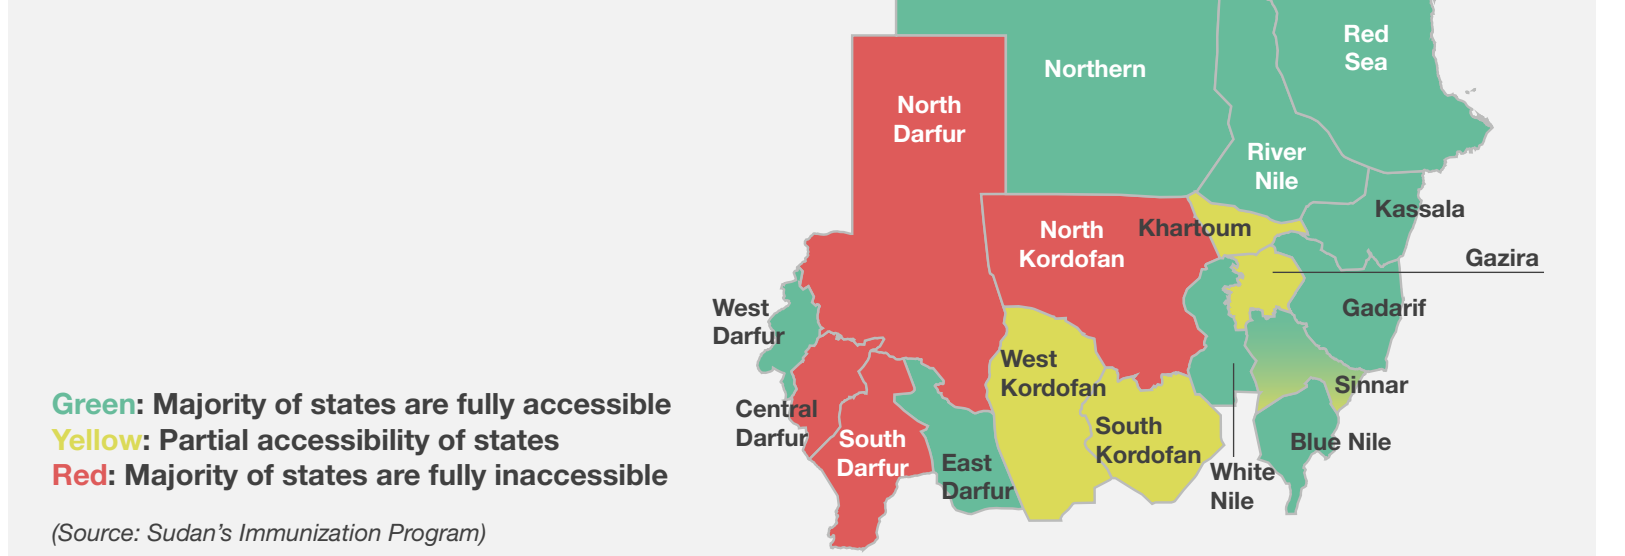 Red
Sea
Northern
North
Darfur
River
Nile
Kassala
North
Kordofan
Khartoum
Gazira
West
Darfur
Gadarif
West
Kordofan
Sinnar
Green: Majority of states are fully accessible
Yellow: Partial accessibility of states
Red: Majority of states are fully inaccessible
(Source: Sudan's Immunization Program)
Central
Darfur
South
Darfur
East
Darfur
South
Kordofan
Blue Nile
White
Nile